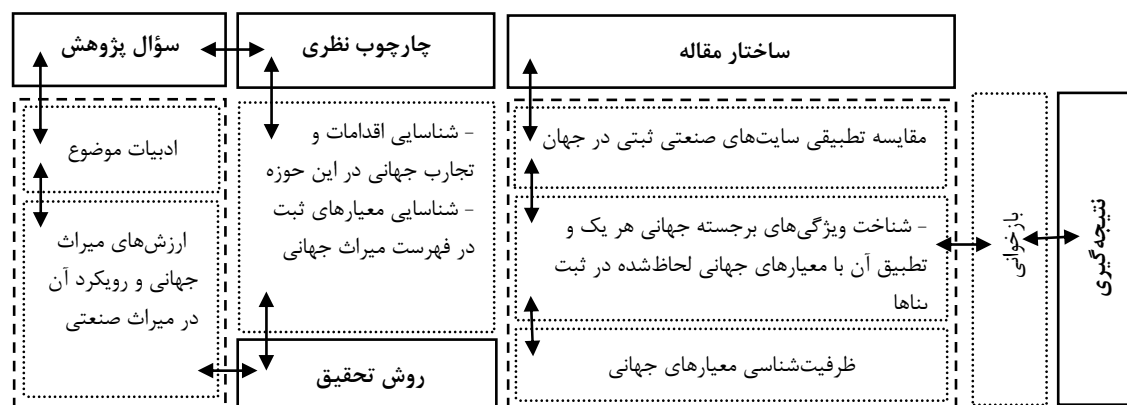 سؤال پژوهش
ادبیات موضوع
ارزش‌های میراث
جهانی و رویکرد آن
در میراث صنعتی
چارچوب نظری
- شناسایی اقدامات و
تجارب جهانی در این حوزه
- شناسایی معیارهای ثبت
در فهرست میراث جهانی
روش تحقیق
ساختار مقاله
مقایسه تطبیقی سایت‌های صنعتی ثبتی در جهان
- شناخت ویژگی‌های برجسته جهانی هر یک و
تطبیق آن با معیارهای جهانی لحاظ‌شده در ثبت
بناها
ظرفیت‌شناسی معیارهای جهانی
بازخوانی
نتیجه‌گیری